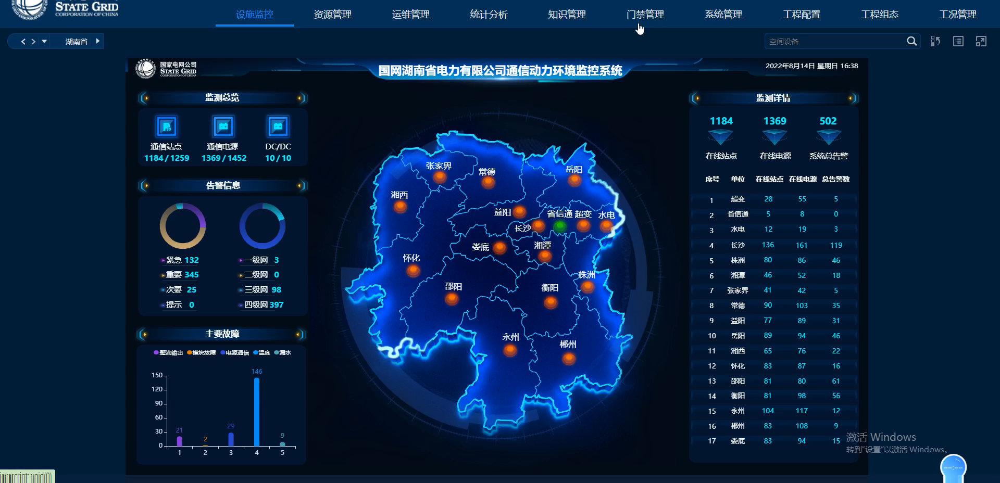 STATE GRID
CORPORATION OF CHINA
设施监控 资源管理 运维管理 统计分析 知识管理 门禁管理 系统管理 工程配置 工程组态 工况管理
湖南省
空间设备
国家电网公司
STATE GRID
CORPORATION OF CHINA
国网湖南省电力有限公司通信动力环境监控系统
2022年8月14日 星期日 16:38
监测总览
通信站点 通信电源 DC/DC
1184 / 1259 1369 / 1452 10 / 10
告警信息
紧急 132 一级网 3
重要 345 二级网 0
次要 25 三级网 98
提示 0 四级网 397
主要故障
整流输出 模块故障 电源通信 温度 漏水
150
120
90
60
30
0
21 2 29 146 9
1 2 3 4 5
张家界
常德
岳阳
湘西
益阳
省信通 超变 水电
长沙
娄底
湘潭
怀化
株洲
邵阳
衡阳
永州
郴州
监测详情
1184 1369 502
在线站点 在线电源 系统总告警
序号 单位 在线站点 在线电源 总告警数
1 超变 28 55 5
2 省信通 5 8 0
3 水电 12 19 3
4 长沙 136 161 119
5 株洲 80 86 46
6 湘潭 46 52 18
7 张家界 41 42 5
8 常德 90 103 35
9 益阳 77 89 31
10 岳阳 89 94 46
11 湘西 65 76 22
12 怀化 83 87 16
13 邵阳 81 80 61
14 衡阳 81 98 56
15 永州 104 117 12
16 郴州 83 108 9
17 娄底 83 94 15
激活 Windows
转到"设置"以激活 Windows。
javascript: void(0)